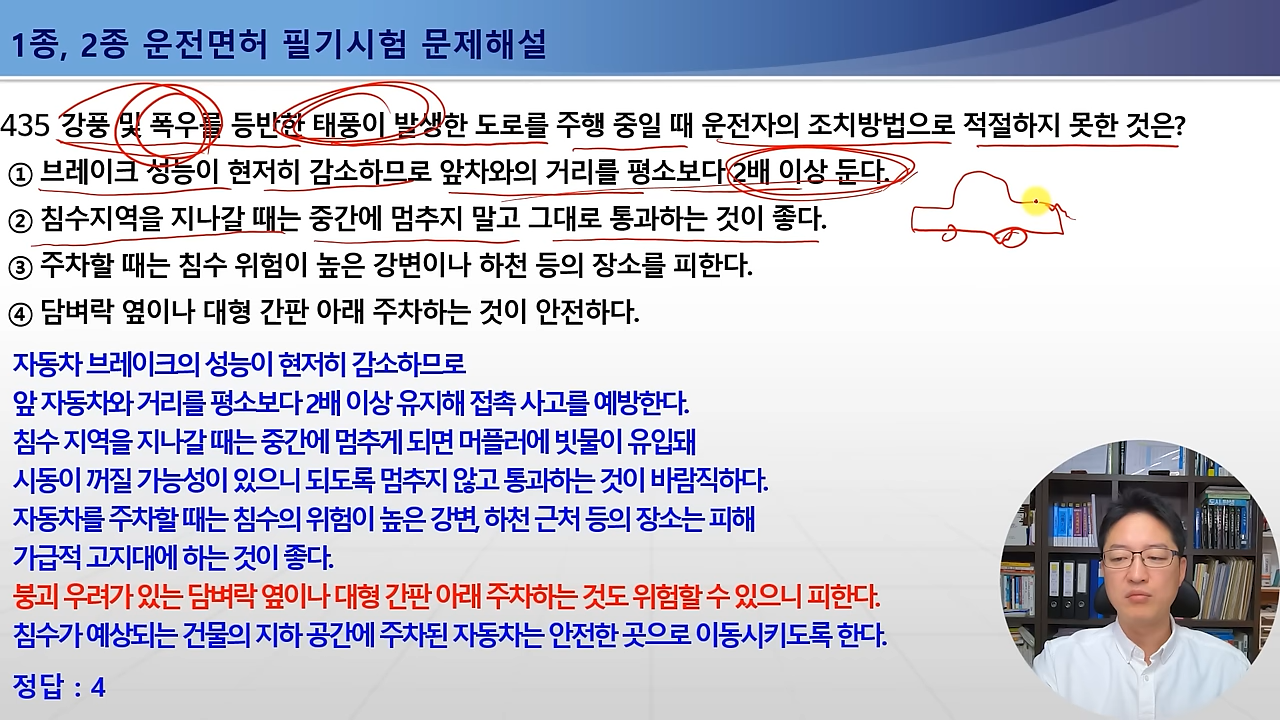 1종, 2종 운전면허 필기시험 문제해설
435 강풍 및 폭우를 등반한 태풍이 발생한 도로를 주행 중일 때 운전자의 조치방법으로 적절하지 못한 것은?
① 브레이크 성능이 현저히 감소하므로 앞차와의 거리를 평소보다 2배 이상 둔다.
② 침수지역을 지나갈 때는 중간에 멈추지 말고 그대로 통과하는 것이 좋다.
③ 주차할 때는 침수 위험이 높은 강변이나 하천 등의 장소를 피한다.
④ 담벼락 옆이나 대형 간판 아래 주차하는 것이 안전하다.
자동차 브레이크의 성능이 현저히 감소하므로
앞 자동차와 거리를 평소보다 2배 이상 유지해 접촉 사고를 예방한다.
침수 지역을 지나갈 때는 중간에 멈추게 되면 머플러에 빗물이 유입돼
시동이 꺼질 가능성이 있으니 되도록 멈추지 않고 통과하는 것이 바람직하다.
자동차를 주차할 때는 침수의 위험이 높은 강변, 하천 근처 등의 장소는 피해
가급적 고지대에 하는 것이 좋다.
붕괴 우려가 있는 담벼락 옆이나 대형 간판 아래 주차하는 것도 위험할 수 있으니 피한다.
침수가 예상되는 건물의 지하 공간에 주차된 자동차는 안전한 곳으로 이동시키도록 한다.
정답 : 4